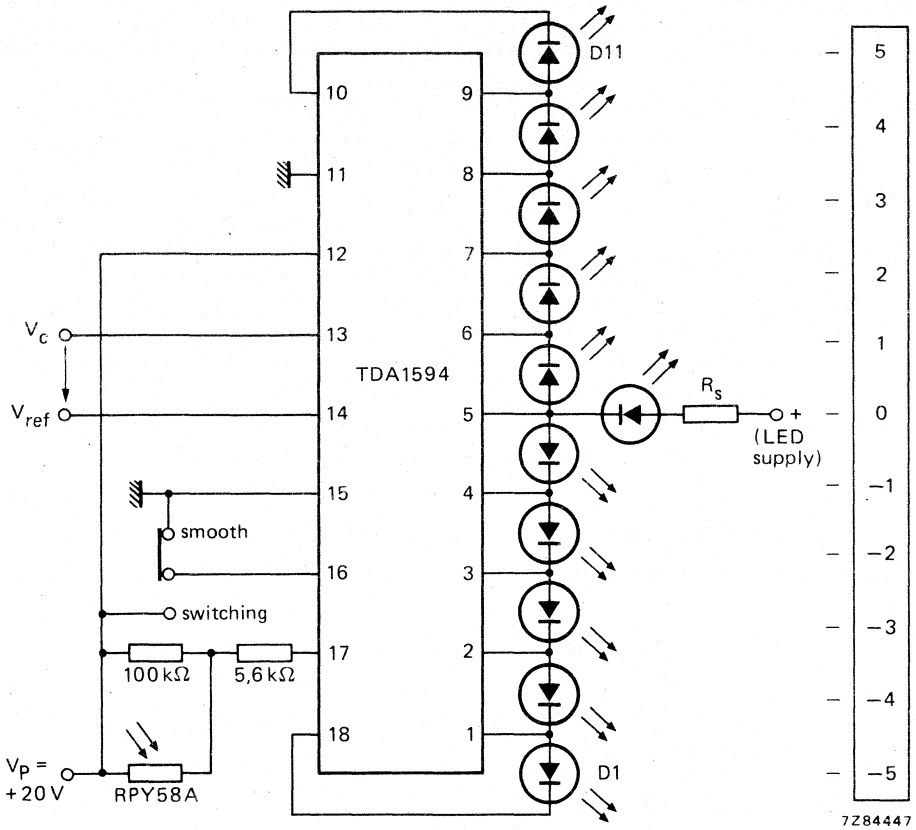 D11
5
10
9
4
11
8
3
12
7
2
V_c
13
6
1
TDA1594
R_s
V_ref
14
5
+
0
(LED
supply)
15
4
-1
smooth
16
3
-2
switching
-3
100 kΩ
5,6 kΩ
17
2
-4
18
1
V_P =
+20 V
RPY58A
D1
-5
7Z84447